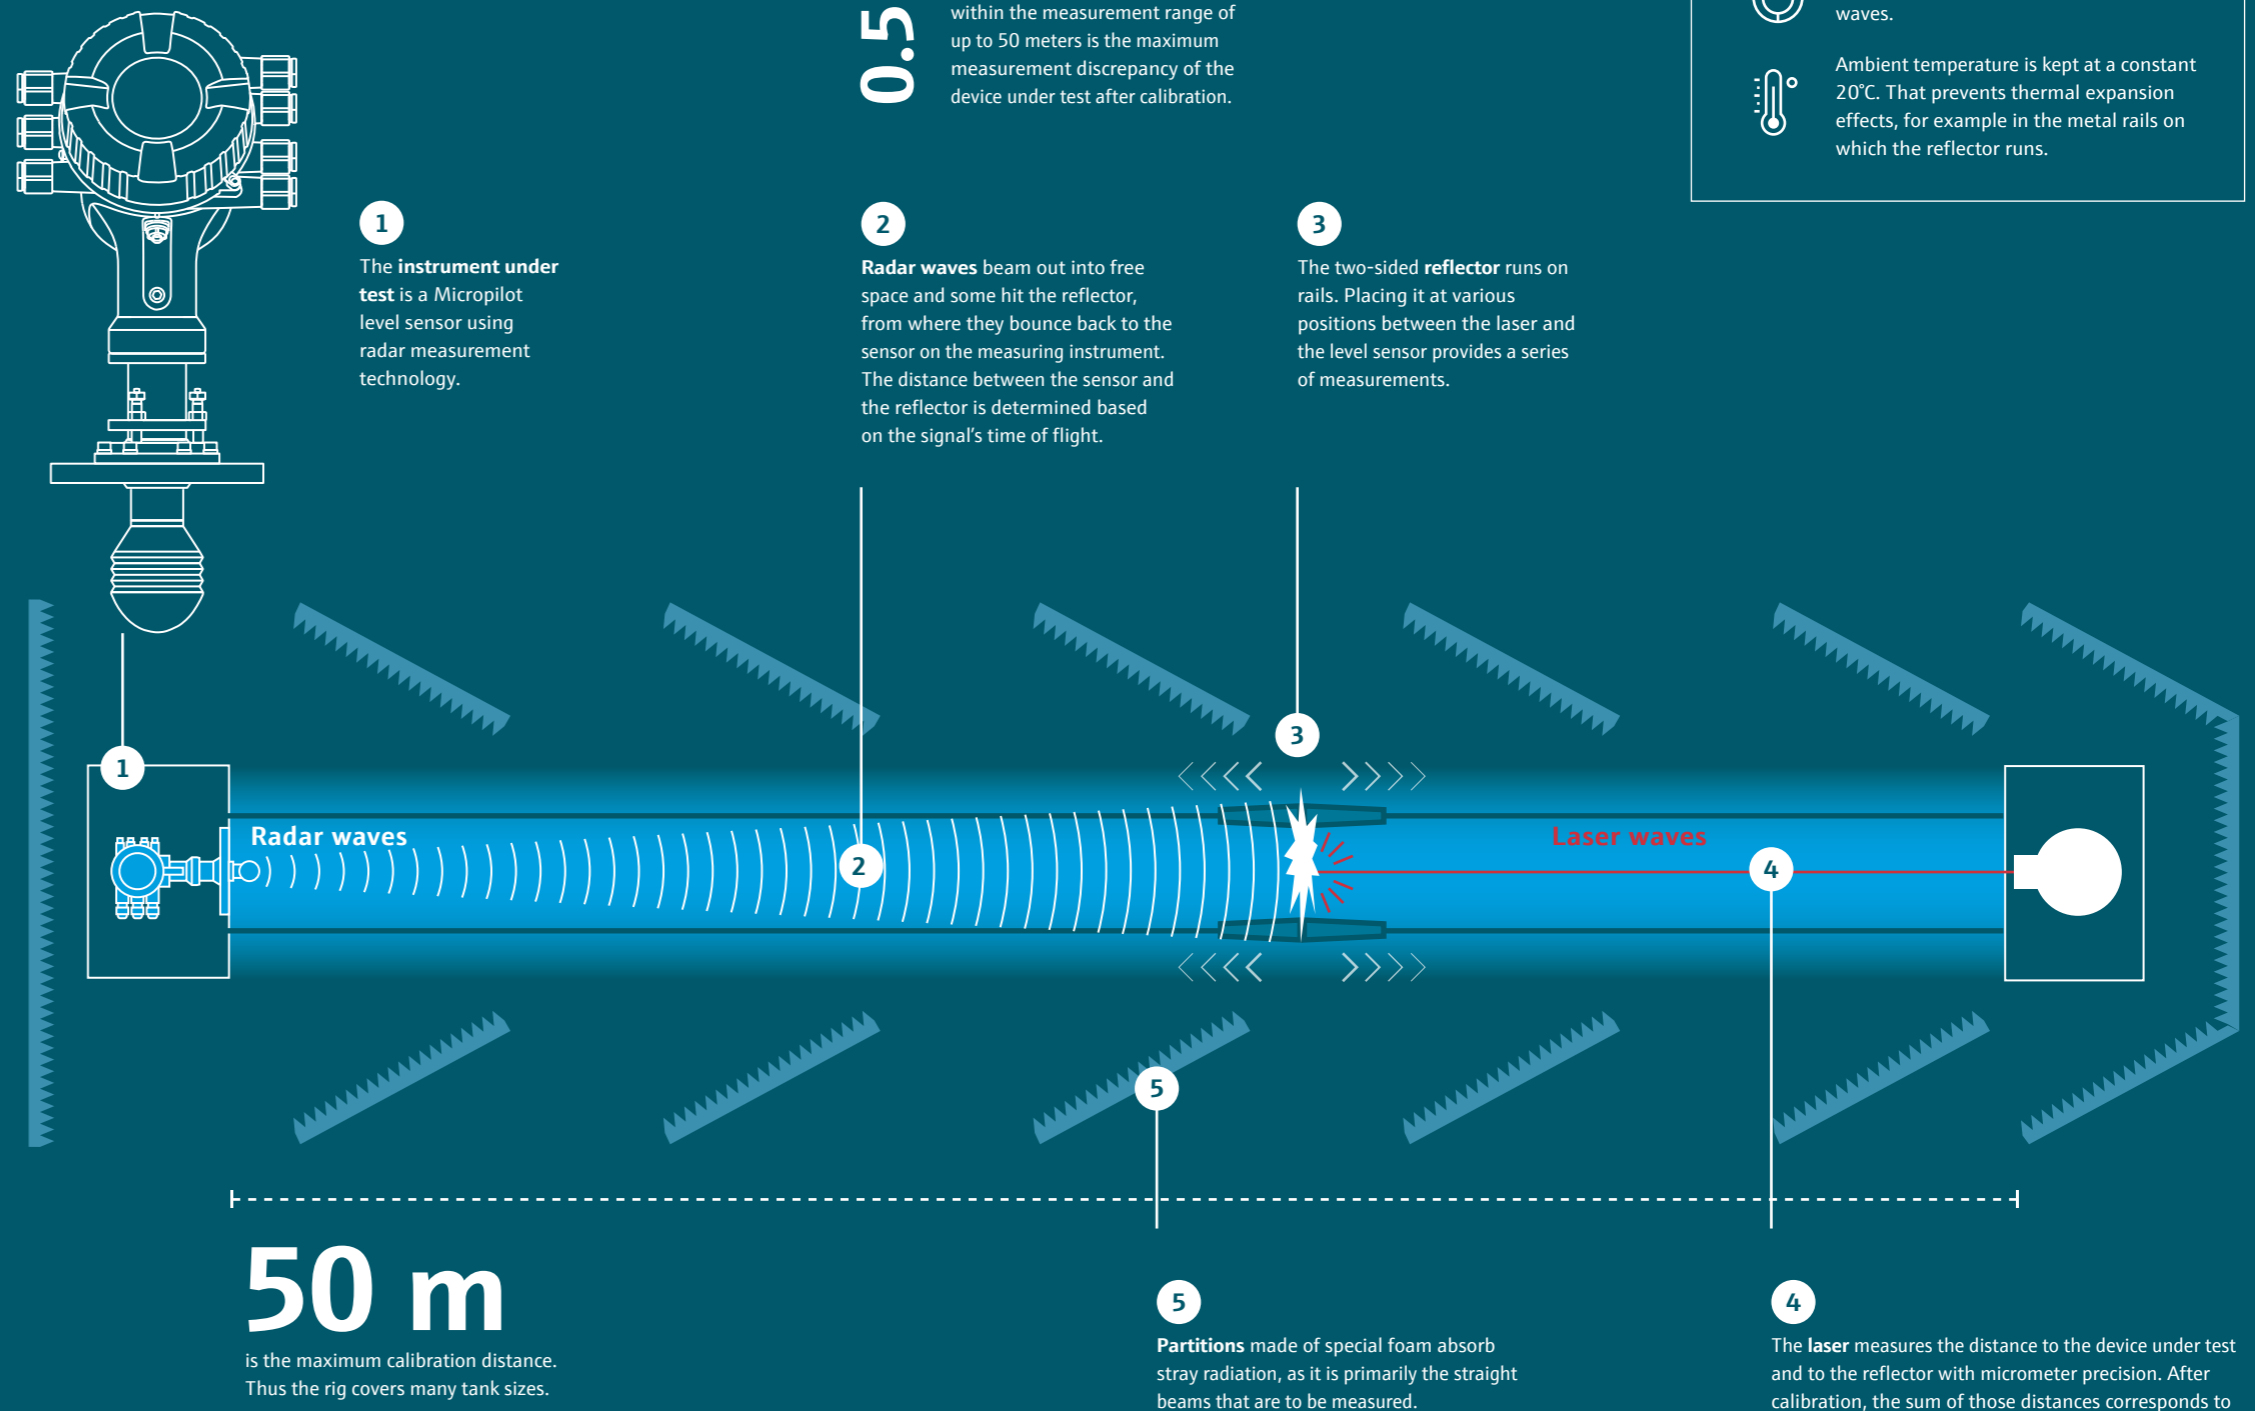 0.5
within the measurement range of
up to 50 meters is the maximum
measurement discrepancy of the
device under test after calibration.
waves.
Ambient temperature is kept at a constant
20°C. That prevents thermal expansion
effects, for example in the metal rails on
which the reflector runs.
1
The instrument under
test is a Micropilot
level sensor using
radar measurement
technology.
2
Radar waves beam out into free
space and some hit the reflector,
from where they bounce back to the
sensor on the measuring instrument.
The distance between the sensor and
the reflector is determined based
on the signal's time of flight.
3
The two-sided reflector runs on
rails. Placing it at various
positions between the laser and
the level sensor provides a series
of measurements.
3
1
Radar waves
2
Laser waves
4
5
50 m
is the maximum calibration distance.
Thus the rig covers many tank sizes.
5
Partitions made of special foam absorb
stray radiation, as it is primarily the straight
beams that are to be measured.
4
The laser measures the distance to the device under test
and to the reflector with micrometer precision. After
calibration, the sum of those distances corresponds to